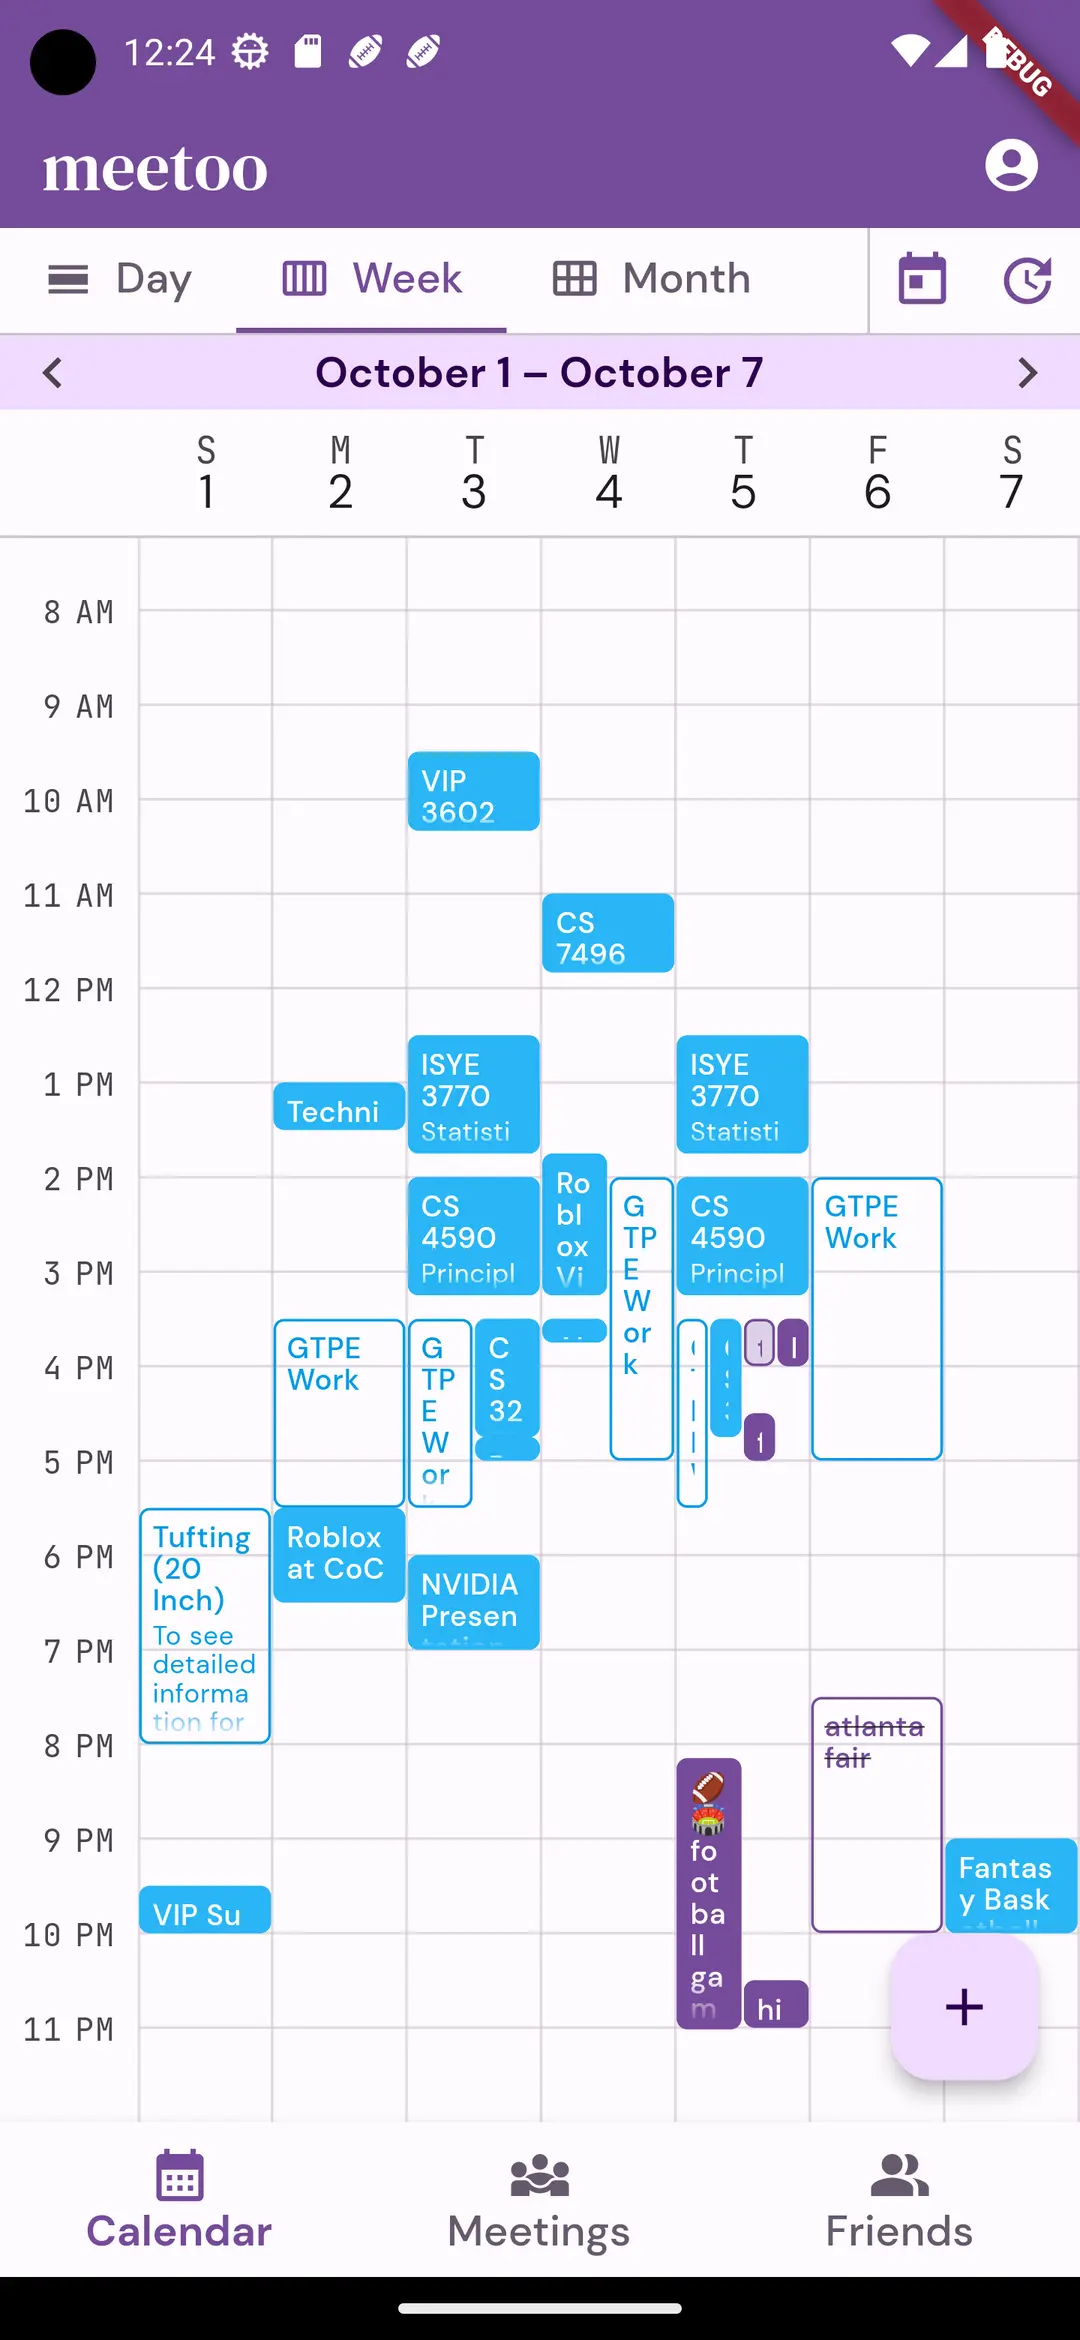 12:24
DEBUG
meetoo
Day
Week
Month
October 1 – October 7
S M T W T F S
1 2 3 4 5 6 7
8 AM
9 AM
VIP
3602
10 AM
11 AM
CS
7496
12 PM
ISYE
3770
Statisti
ISYE
3770
Statisti
1 PM
Techni
2 PM
CS
4590
Principl
Ro
bl
ox
Vi
G
TP
E
W
or
k
CS
4590
Principl
GTPE
Work
3 PM
GTPE
Work
G
TP
E
W
or
C
S
32
4 PM
5 PM
Tufting
(20
Inch)
To see
detailed
informa
tion for
Roblox
at CoC
6 PM
NVIDIA
Presen
tation
7 PM
atlanta
fair
8 PM
🏈
🏟️
fo
ot
ba
ll
ga
m
9 PM
Fantas
y Bask
etball
VIP Su
10 PM
hi
11 PM
+
Calendar
Meetings
Friends